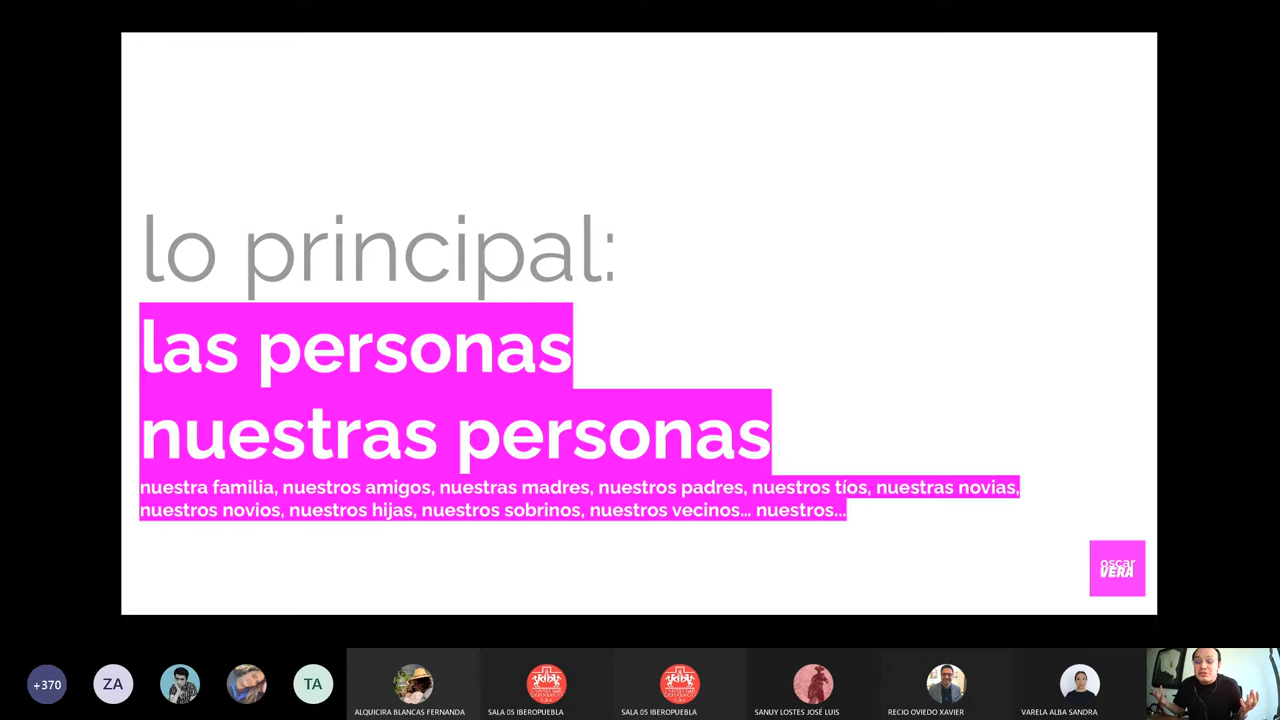 lo principal:
las personas
nuestras personas
nuestra familia, nuestros amigos, nuestras madres, nuestros padres, nuestros tíos, nuestras novias,
nuestros novios, nuestros hijas, nuestros sobrinos, nuestros vecinos... nuestros...
oscar
VERA
+370
ZA
TA
ALQUICIRA BLANCAS FERNANDA
SALA 05 IBEROPUEBLA
SALA 05 IBEROPUEBLA
SANUY LOSTES JOSÉ LUIS
RECIO OVIEDO XAVIER
VARELA ALBA SANDRA